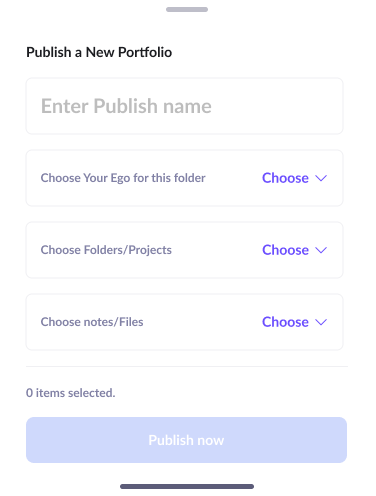 Publish a New Portfolio
Enter Publish name
Choose Your Ego for this folder Choose
Choose Folders/Projects Choose
Choose notes/Files Choose
0 items selected.
Publish now